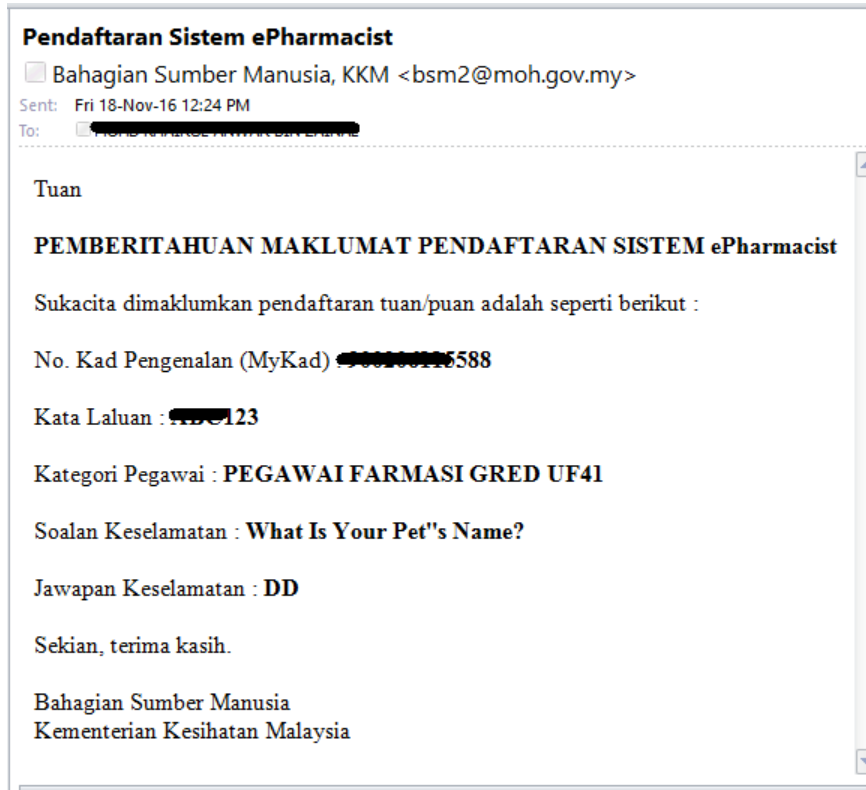 Pendaftaran Sistem ePharmacist
Bahagian Sumber Manusia, KKM <bsm2@moh.gov.my>
Sent: Fri 18-Nov-16 12:24 PM
To:
Tuan
PEMBERITAHUAN MAKLUMAT PENDAFTARAN SISTEM ePharmacist
Sukacita dimaklumkan pendaftaran tuan/puan adalah seperti berikut :
No. Kad Pengenalan (MyKad) : 5588
Kata Laluan : 123
Kategori Pegawai : PEGAWAI FARMASI GRED UF41
Soalan Keselamatan : What Is Your Pet"s Name?
Jawapan Keselamatan : DD
Sekian, terima kasih.
Bahagian Sumber Manusia
Kementerian Kesihatan Malaysia